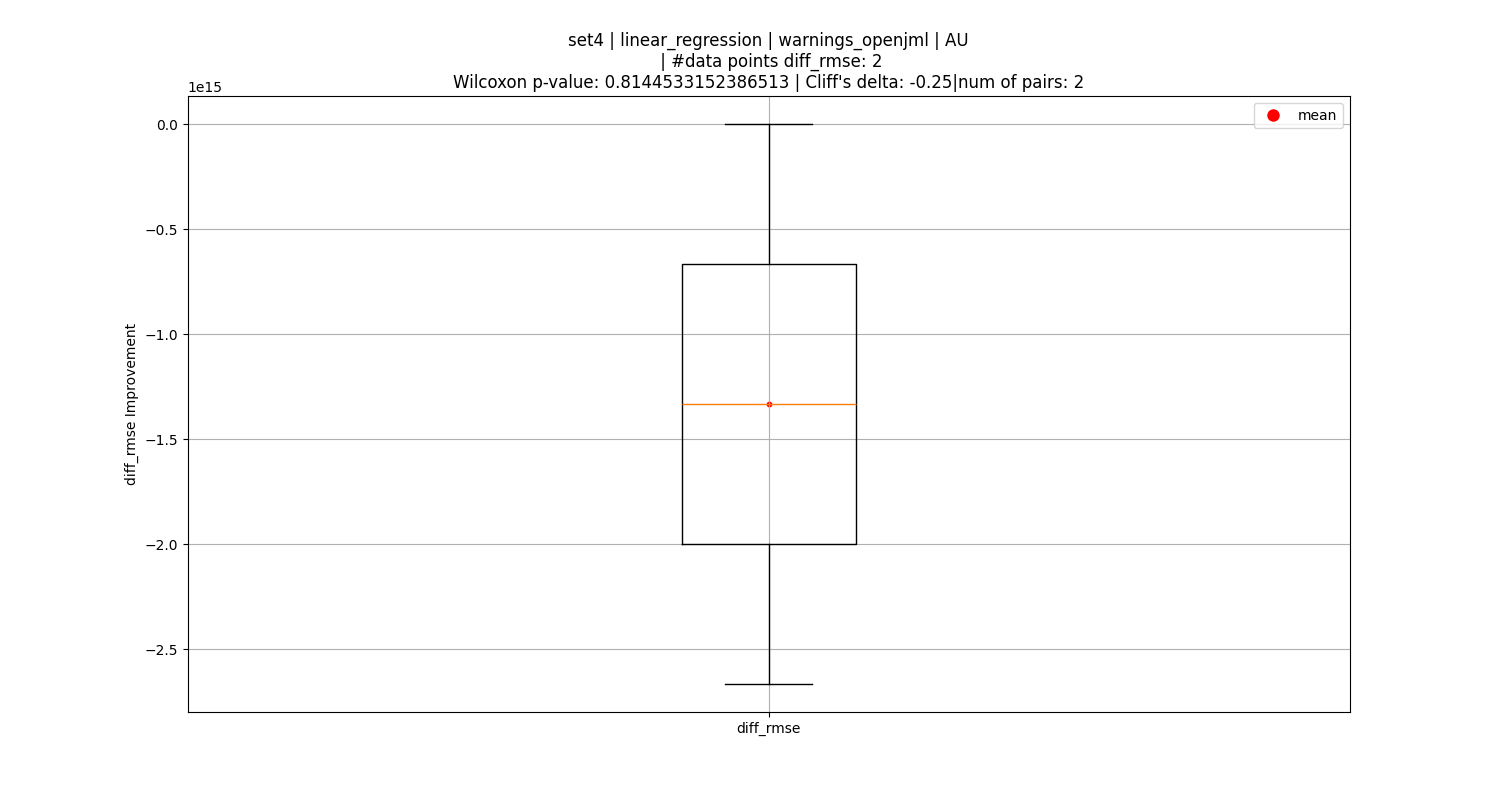 set4 | linear_regression | warnings_openjml | AU
| #data points diff_rmse: 2
Wilcoxon p-value: 0.8144533152386513 | Cliff's delta: -0.25|num of pairs: 2
1e15
mean
0.0
−0.5
−1.0
−1.5
−2.0
−2.5
diff_rmse Improvement
diff_rmse